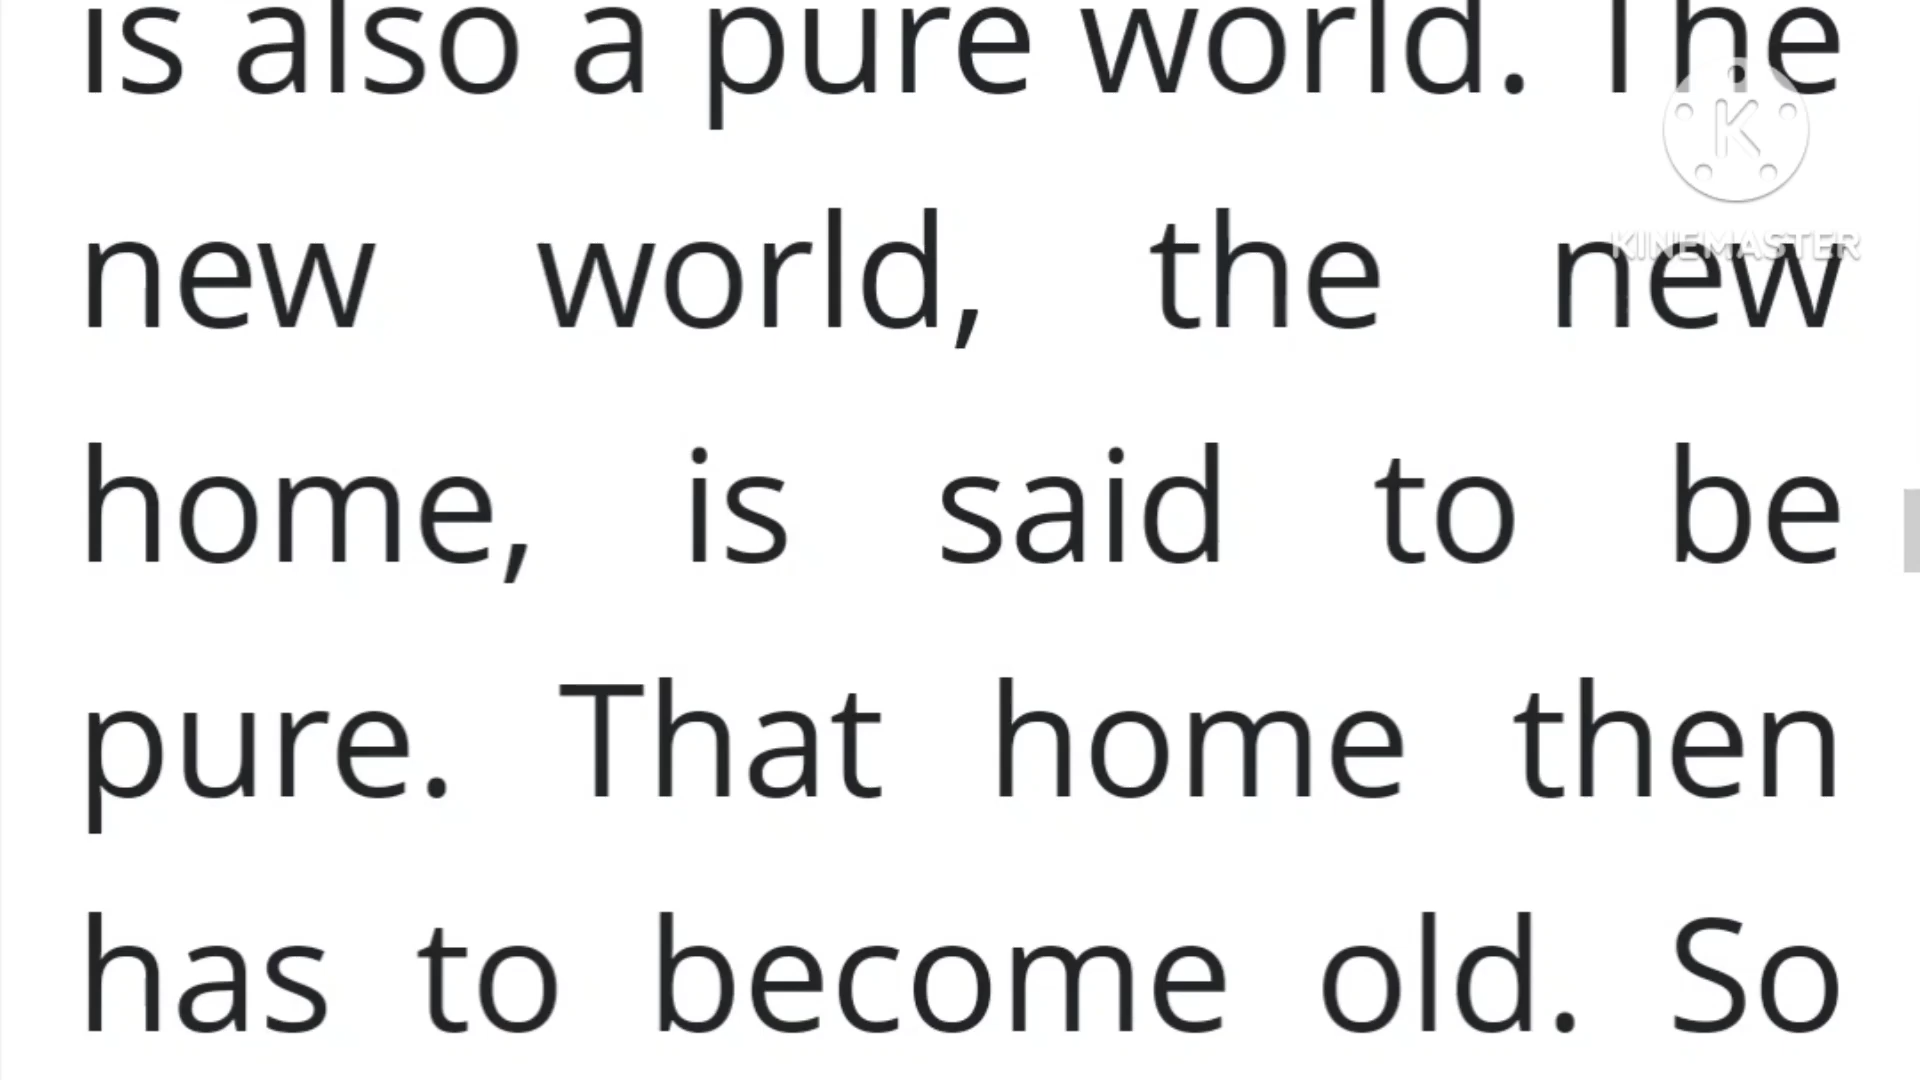 is also a pure world. The
new world, the new
home, is said to be
pure. That home then
has to become old. So
KINEMASTER